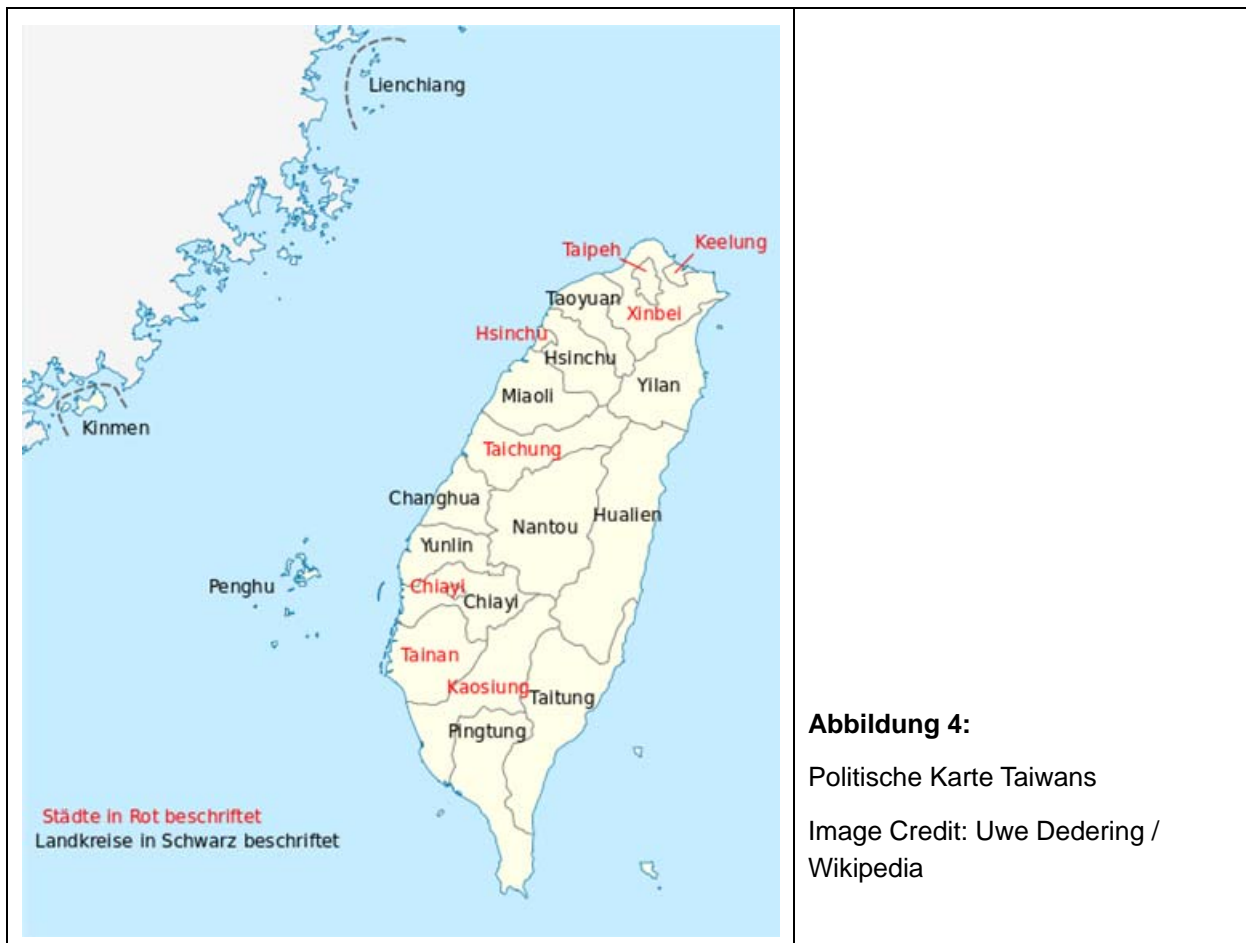 Lienchiang
Taipeh
Keelung
Taoyuan
Xinbei
Hsinchu
Hsinchu
Yilan
Miaoli
Kinmen
Taichung
Changhua
Nantou
Hualien
Yunlin
Penghu
Chiayi
Chiayi
Tainan
Kaosiung
Taitung
Pingtung
Städte in Rot beschriftet
Landkreise in Schwarz beschriftet
Abbildung 4:
Politische Karte Taiwans
Image Credit: Uwe Dedering /
Wikipedia